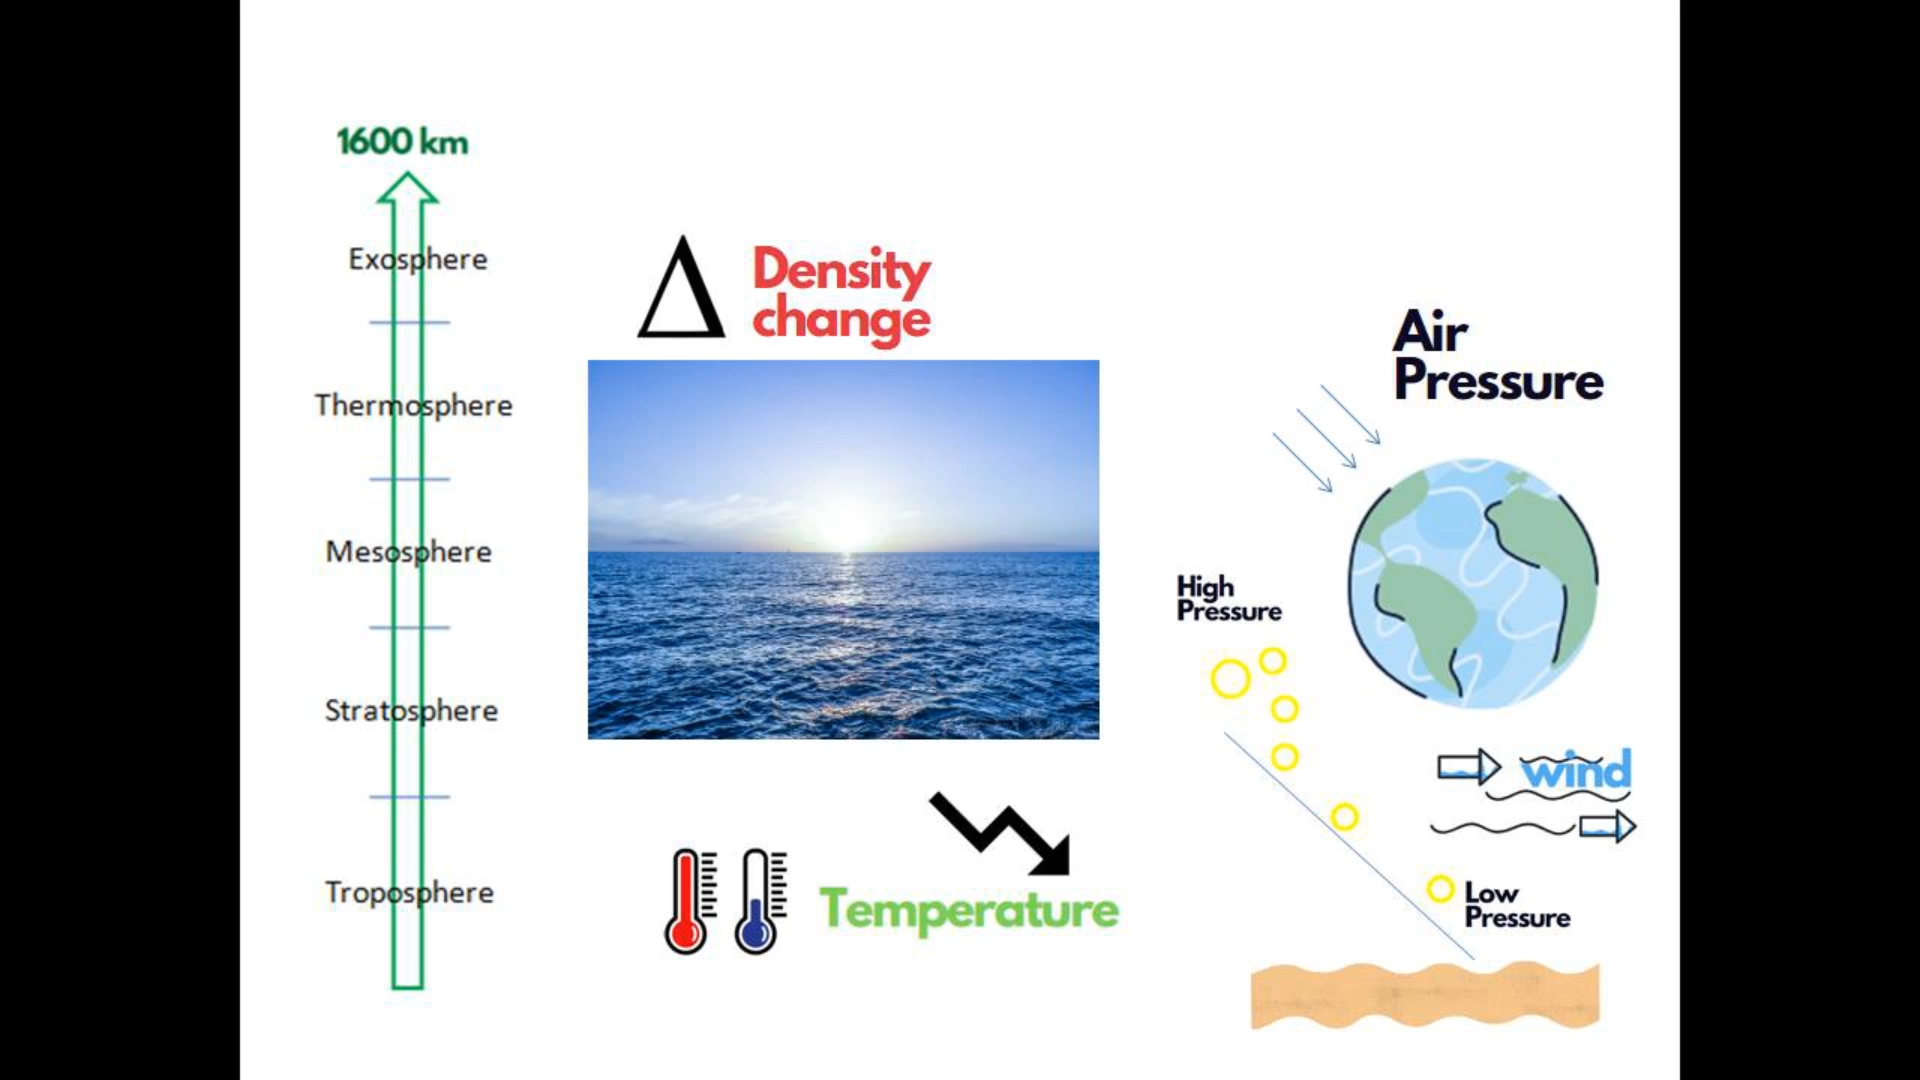 1600 km
Exosphere
Thermosphere
Mesosphere
Stratosphere
Troposphere
Δ Density
change
Temperature
Air
Pressure
High
Pressure
wind
Low
Pressure